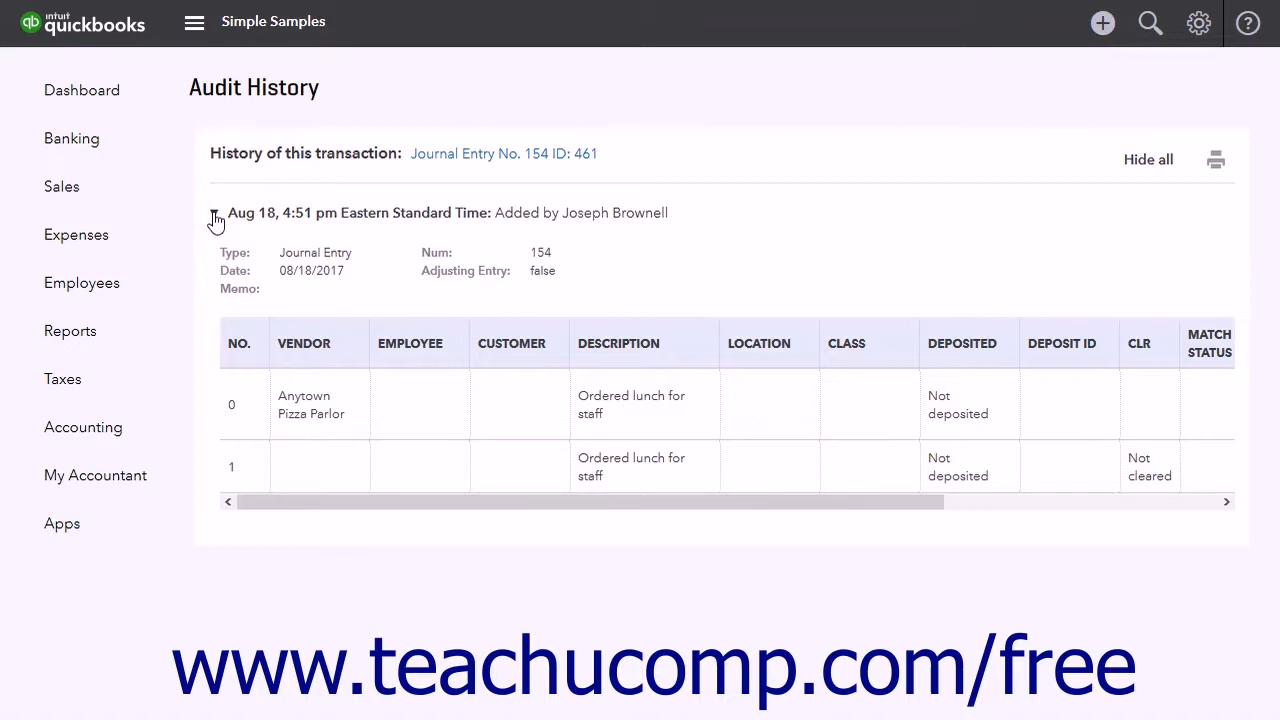 intuit
qb quickbooks
Simple Samples
Dashboard
Banking
Sales
Expenses
Employees
Reports
Taxes
Accounting
My Accountant
Apps
Audit History
History of this transaction: Journal Entry No. 154 ID: 461
Hide all
Aug 18, 4:51 pm Eastern Standard Time: Added by Joseph Brownell
Type: Journal Entry Num: 154
Date: 08/18/2017 Adjusting Entry: false
Memo:
NO. VENDOR EMPLOYEE CUSTOMER DESCRIPTION LOCATION CLASS DEPOSITED DEPOSIT ID CLR MATCH STATUS
0 Anytown Pizza Parlor Ordered lunch for staff Not deposited
1 Ordered lunch for staff Not deposited Not cleared
www.teachucomp.com/free